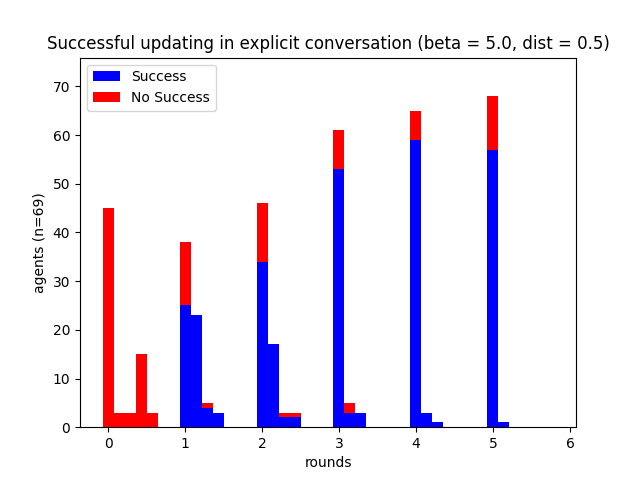 Successful updating in explicit conversation (beta = 5.0, dist = 0.5)
Success
No Success
70
60
50
40
30
20
10
0
agents (n=69)
0 1 2 3 4 5 6
rounds